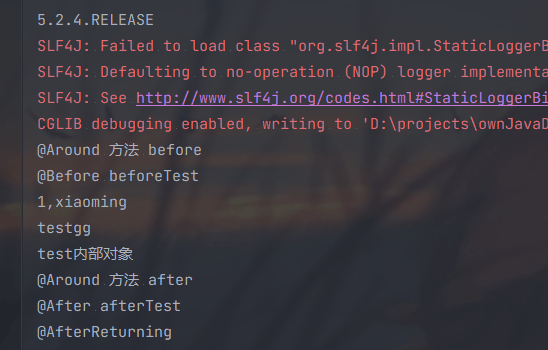 5.2.4.RELEASE
SLF4J: Failed to load class "org.slf4j.impl.StaticLoggerB
SLF4J: Defaulting to no-operation (NOP) logger implementa
SLF4J: See http://www.slf4j.org/codes.html#StaticLoggerBi
CGLIB debugging enabled, writing to 'D:\projects\ownJavaD
@Around 方法 before
@Before beforeTest
1,xiaoming
testgg
test内部对象
@Around 方法 after
@After afterTest
@AfterReturning